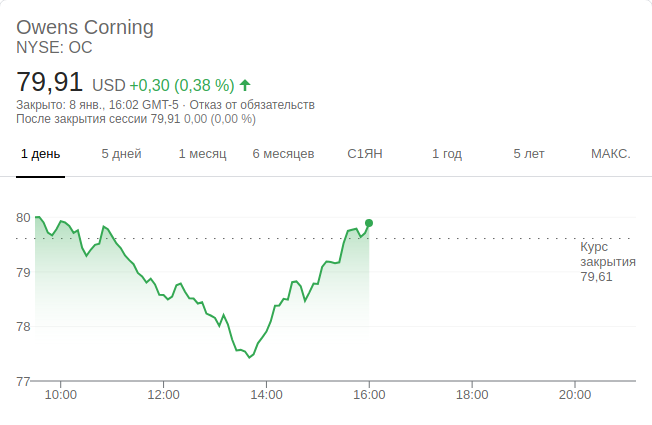 Owens Corning
NYSE: OC
79,91 USD +0,30 (0,38 %)
Закрыто: 8 янв., 16:02 GMT-5 · Отказ от обязательств
После закрытия сессии 79,91 0,00 (0,00 %)
1 день 5 дней 1 месяц 6 месяцев С1ЯН 1 год 5 лет МАКС.
80
79
78
77
Курс
закрытия
79,61
10:00 12:00 14:00 16:00 18:00 20:00